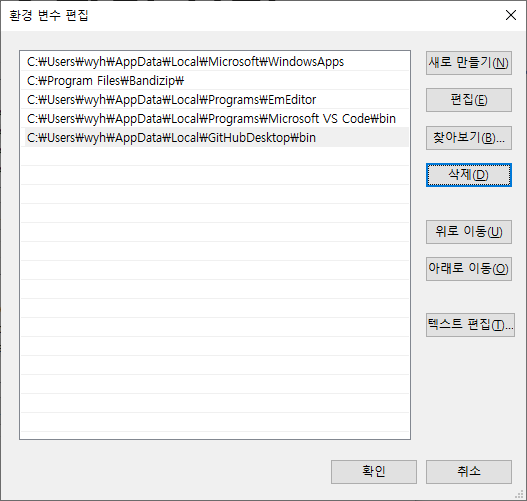 환경 변수 편집
C:₩Users₩wyh₩AppData₩Local₩Microsoft₩WindowsApps
C:₩Program Files₩Bandizip₩
C:₩Users₩wyh₩AppData₩Local₩Programs₩EmEditor
C:₩Users₩wyh₩AppData₩Local₩Programs₩Microsoft VS Code₩bin
C:₩Users₩wyh₩AppData₩Local₩GitHubDesktop₩bin
새로 만들기(N)
편집(E)
찾아보기(B)...
삭제(D)
위로 이동(U)
아래로 이동(O)
텍스트 편집(T)...
확인
취소